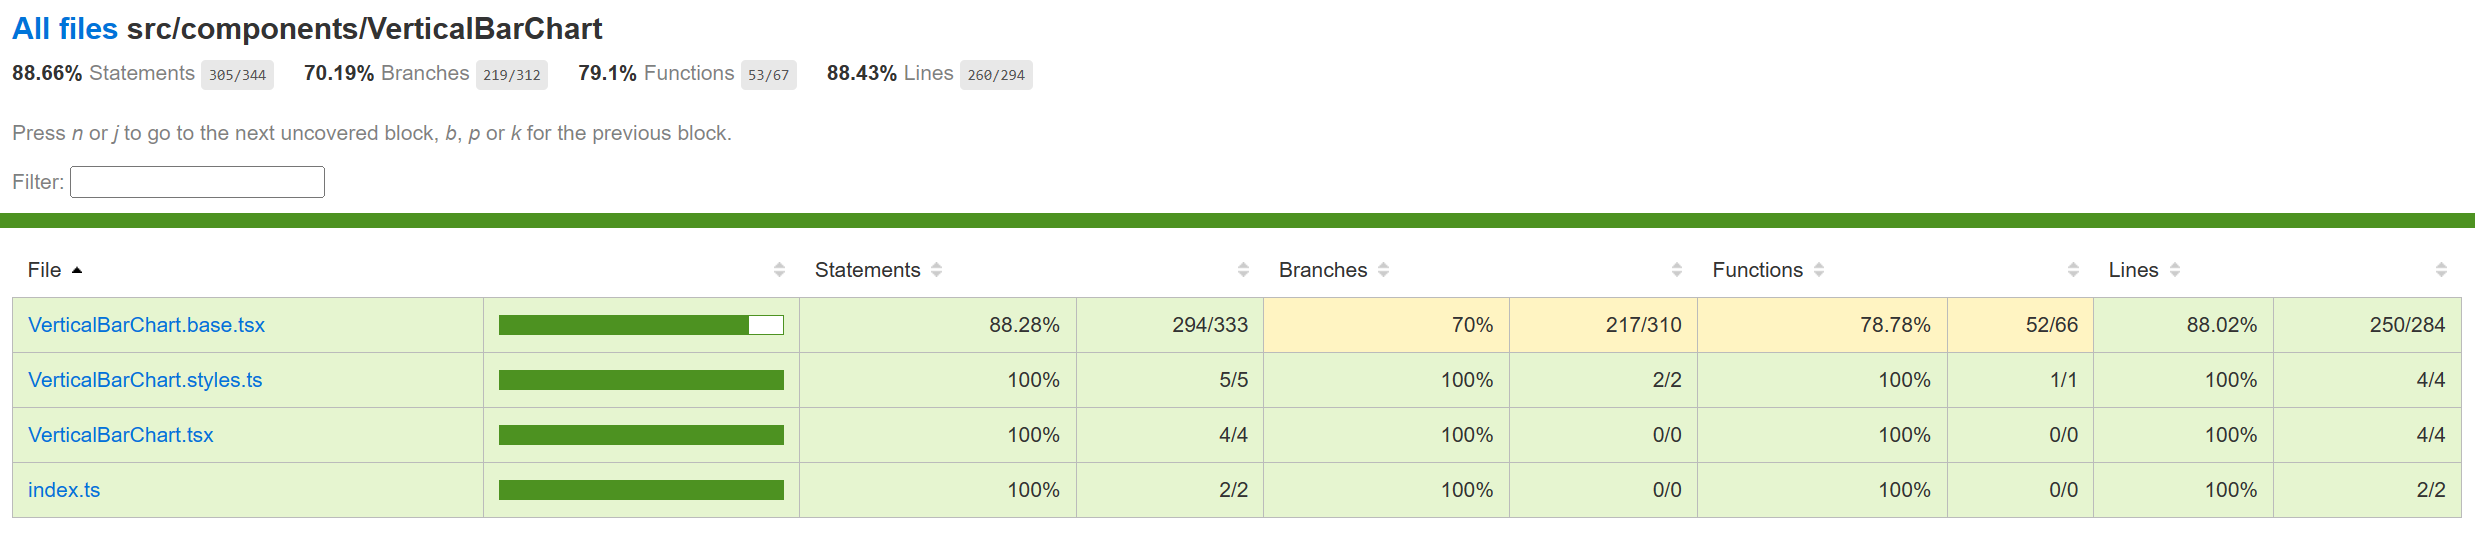 All files src/components/VerticalBarChart
88.66% Statements 305/344 70.19% Branches 219/312 79.1% Functions 53/67 88.43% Lines 260/294
Press n or j to go to the next uncovered block, b, p or k for the previous block.
Filter:
File Statements Branches Functions Lines
VerticalBarChart.base.tsx 88.28% 294/333 70% 217/310 78.78% 52/66 88.02% 250/284
VerticalBarChart.styles.ts 100% 5/5 100% 2/2 100% 1/1 100% 4/4
VerticalBarChart.tsx 100% 4/4 100% 0/0 100% 0/0 100% 4/4
index.ts 100% 2/2 100% 0/0 100% 0/0 100% 2/2